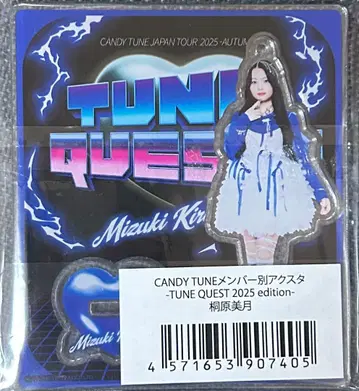 CANDY TUNE JAPAN TOUR 2025 -AUTUM
TUNE
QUES
Mizuki Kir
Mizuki K
CANDY TUNEメンバー別アクスタ
-TUNE QUEST 2025 edition-
桐原美月
4 571653 907405